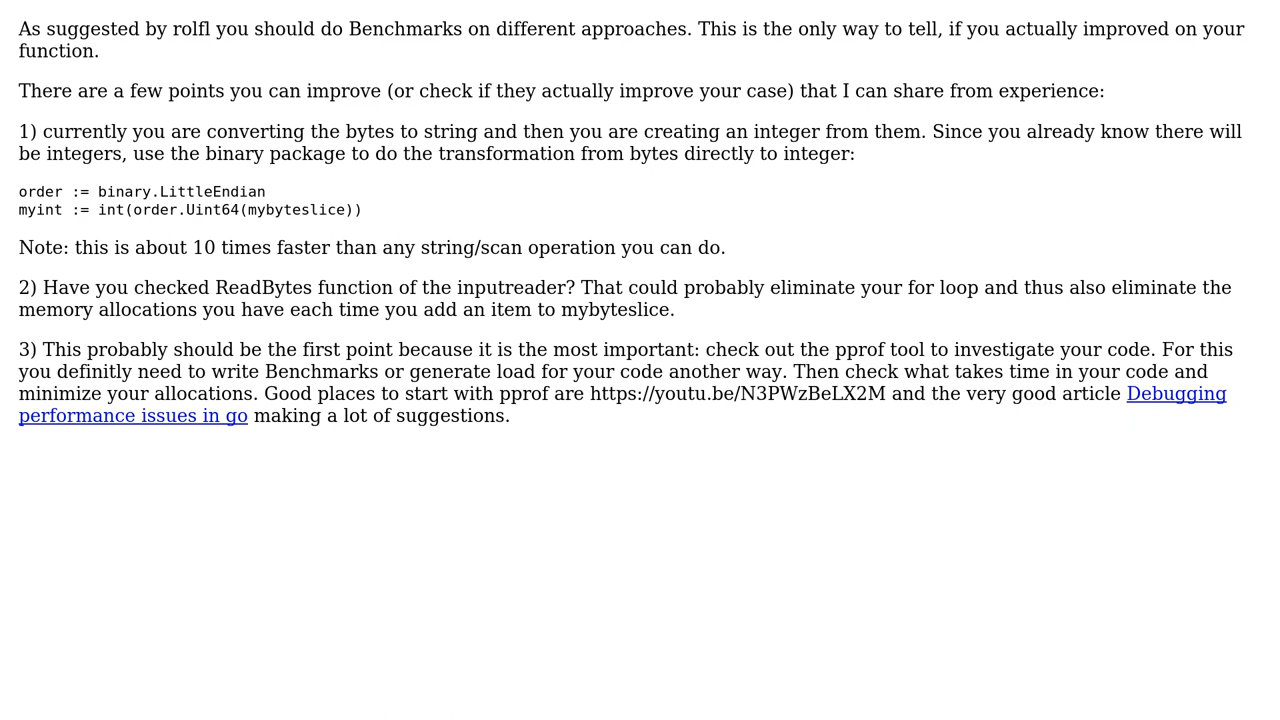 As suggested by rolfl you should do Benchmarks on different approaches. This is the only way to tell, if you actually improved on your
function.
There are a few points you can improve (or check if they actually improve your case) that I can share from experience:
1) currently you are converting the bytes to string and then you are creating an integer from them. Since you already know there will
be integers, use the binary package to do the transformation from bytes directly to integer:
order := binary.LittleEndian
myint := int(order.Uint64(mybyteslice))
Note: this is about 10 times faster than any string/scan operation you can do.
2) Have you checked ReadBytes function of the inputreader? That could probably eliminate your for loop and thus also eliminate the
memory allocations you have each time you add an item to mybyteslice.
3) This probably should be the first point because it is the most important: check out the pprof tool to investigate your code. For this
you definitly need to write Benchmarks or generate load for your code another way. Then check what takes time in your code and
minimize your allocations. Good places to start with pprof are https://youtu.be/N3PWzBeLX2M and the very good article Debugging
performance issues in go making a lot of suggestions.